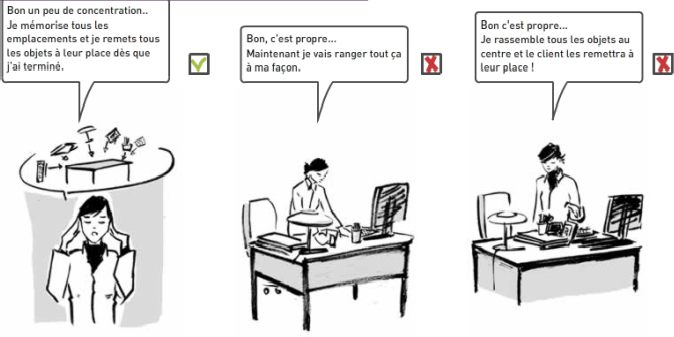 Bon un peu de concentration..
Je mémorise tous les
emplacements et je remets tous
les objets à leur place dès que
j'ai terminé.
Bon, c'est propre...
Maintenant je vais ranger tout ça
à ma façon.
Bon c'est propre...
Je rassemble tous les objets au
centre et le client les remettra à
leur place !